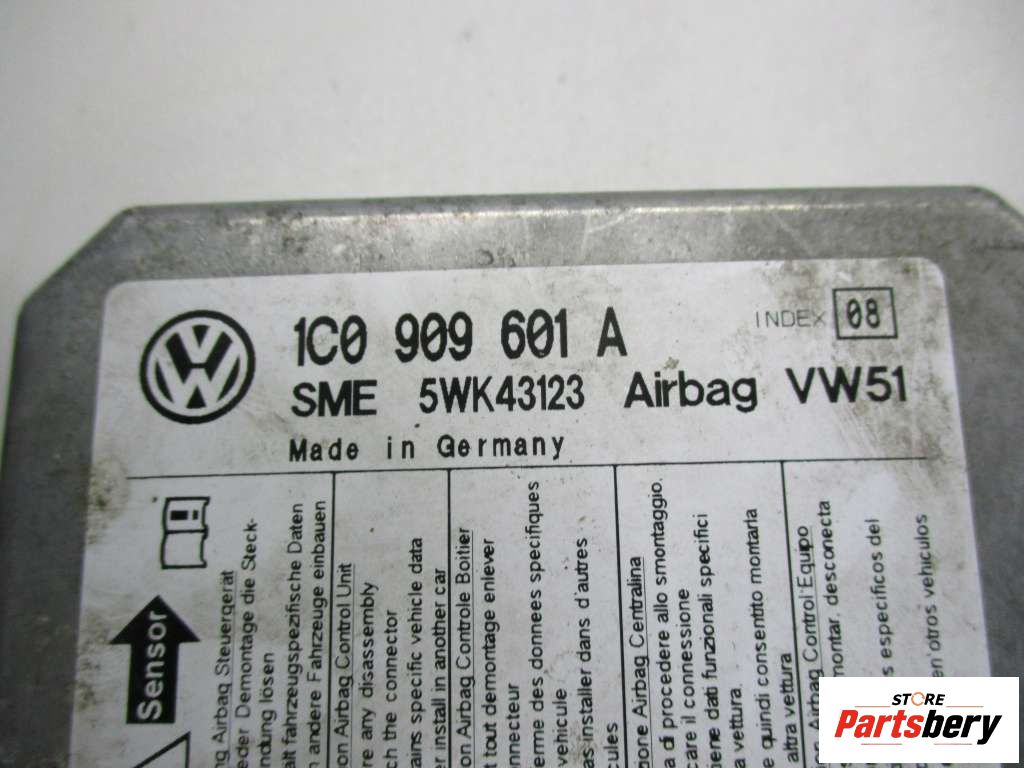 1C0 909 601 A
INDEX 08
SME 5WK43123 Airbag VW51
Made in Germany
Sensor
Airbag Steuergerät
der Demontage die Steck-
lösen
fahrzeugspezifische Daten
andere Fahrzeuge einbauen
Airbag Control Unit
any disassembly
the connector
specific vehicle data
install in another car
Airbag Controle Boitier
tout demontage enlever
des donnees specifiques
vehicule
installer dans d'autres
Airbag Centralina
di procedere allo smontaggio,
il connessione
dati funzionali specifici
vettura.
quindi consentito montarla
altra vettura
Airbag Control Equipo
montar, desconecta
especificos del
en otros vehiculos
STORE
Partsbery